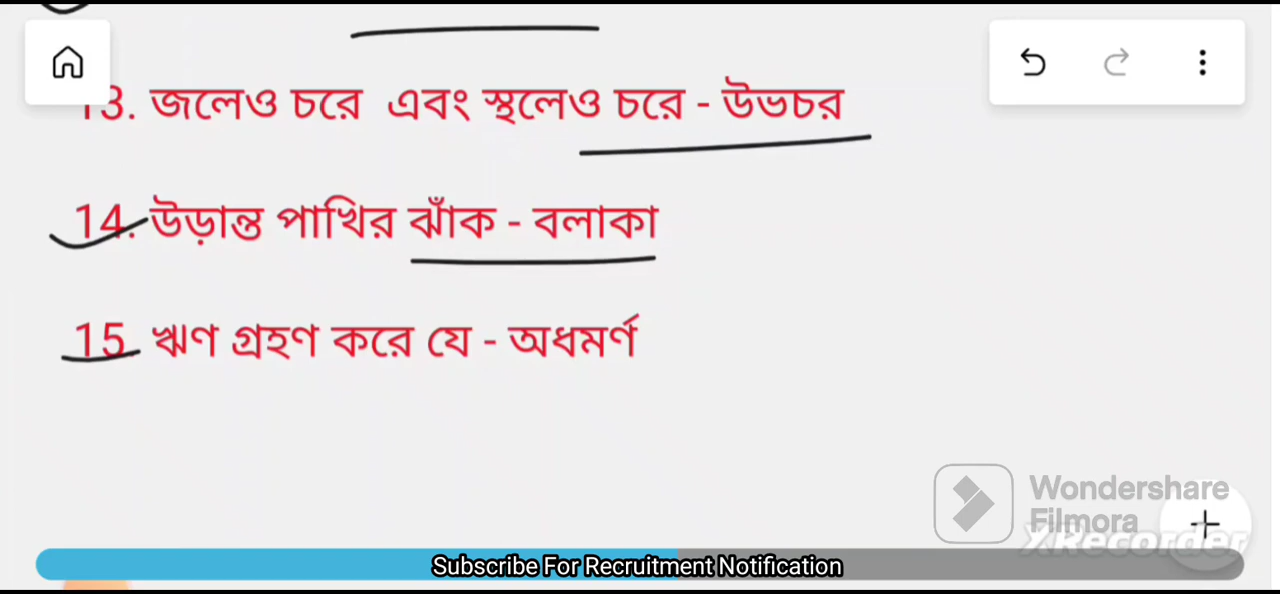 13. জলেও চরে এবং স্থলেও চরে - উভচর
14. উড়ান্ত পাখির ঝাঁক - বলাকা
15. ঋণ গ্রহণ করে যে - অধমর্ণ
Wondershare
Filmora
XRecorder
Subscribe For Recruitment Notification